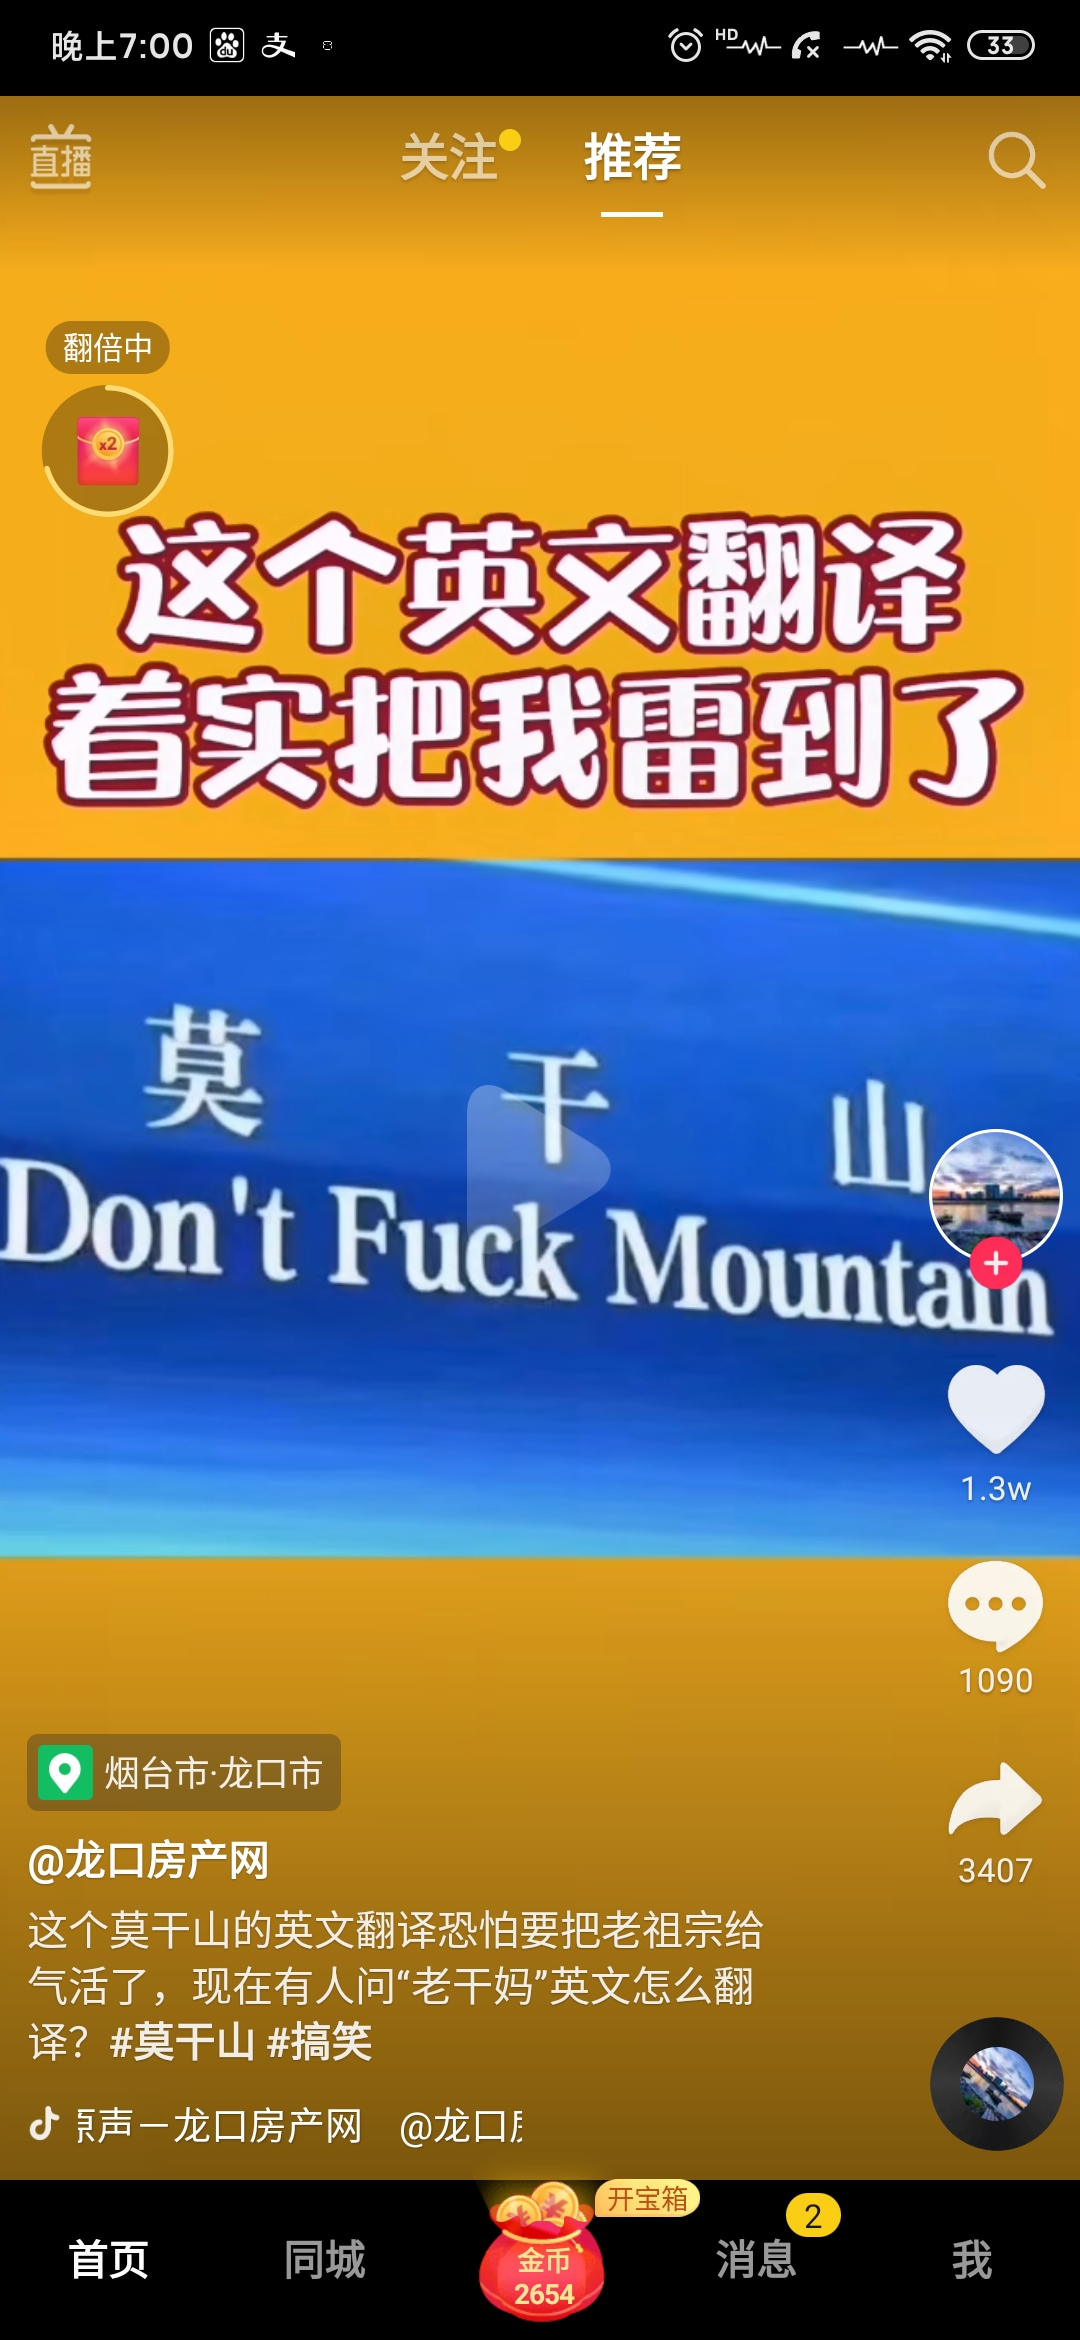 晚上7:00
HD
33
直播
关注
推荐
翻倍中
x2
这个英文翻译
着实把我雷到了
莫干山
Don't Fuck Mountain
1.3w
1090
烟台市·龙口市
3407
@龙口房产网
这个莫干山的英文翻译恐怕要把老祖宗给
气活了，现在有人问“老干妈”英文怎么翻
译？#莫干山 #搞笑
原声－龙口房产网 @龙口
开宝箱
首页
同城
金币
2654
消息
2
我